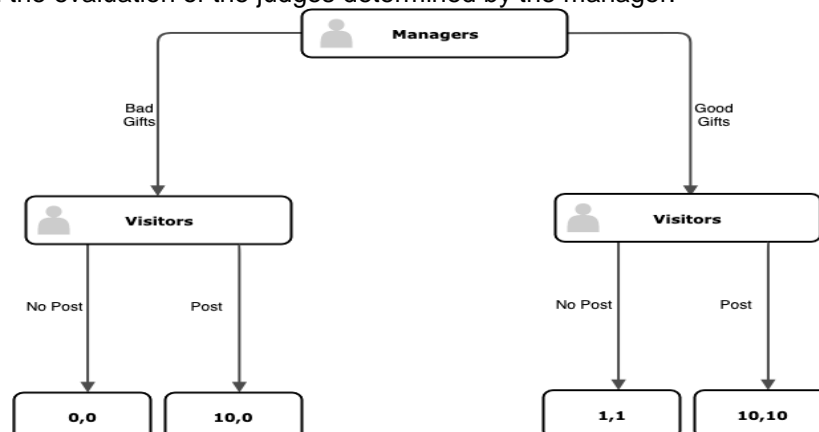 the evaluation of the judges determined by the manager.
Managers
Bad
Gifts
Good
Gifts
Visitors
Visitors
No Post
Post
No Post
Post
0,0
10,0
1,1
10,10